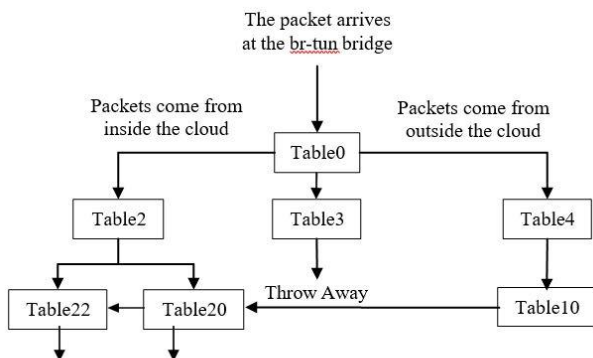 The packet arrives
at the br-tun bridge
Packets come from
inside the cloud
Packets come from
outside the cloud
Table0
Table2
Table3
Table4
Throw Away
Table22
Table20
Table10